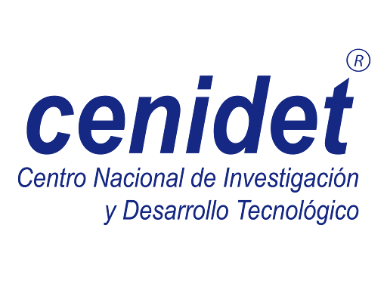 cenidet®
Centro Nacional de Investigación
y Desarrollo Tecnológico